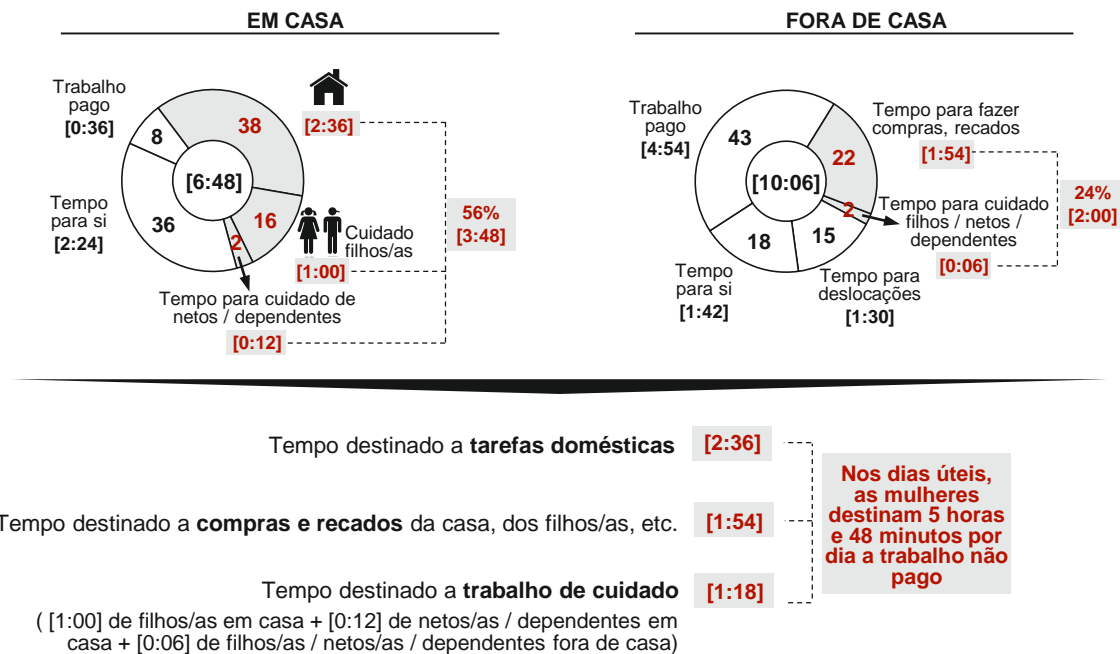 EM CASA
Trabalho
pago
[0:36]
8
38
[2:36]
[6:48]
Tempo
para si
[2:24]
36
16
2
Cuidado
filhos/as
[1:00]
56%
[3:48]
Tempo para cuidado de
netos / dependentes
[0:12]
FORA DE CASA
Trabalho
pago
[4:54]
43
22
Tempo para fazer
compras, recados
[1:54]
[10:06]
2
Tempo para cuidado
filhos / netos /
dependentes
[0:06]
24%
[2:00]
18
15
Tempo
para si
[1:42]
Tempo para
deslocações
[1:30]
Tempo destinado a tarefas domésticas [2:36]
Tempo destinado a compras e recados da casa, dos filhos/as, etc. [1:54]
Tempo destinado a trabalho de cuidado [1:18]
( [1:00] de filhos/as em casa + [0:12] de netos/as / dependentes em
casa + [0:06] de filhos/as / netos/as / dependentes fora de casa)
Nos dias úteis,
as mulheres
destinam 5 horas
e 48 minutos por
dia a trabalho não
pago